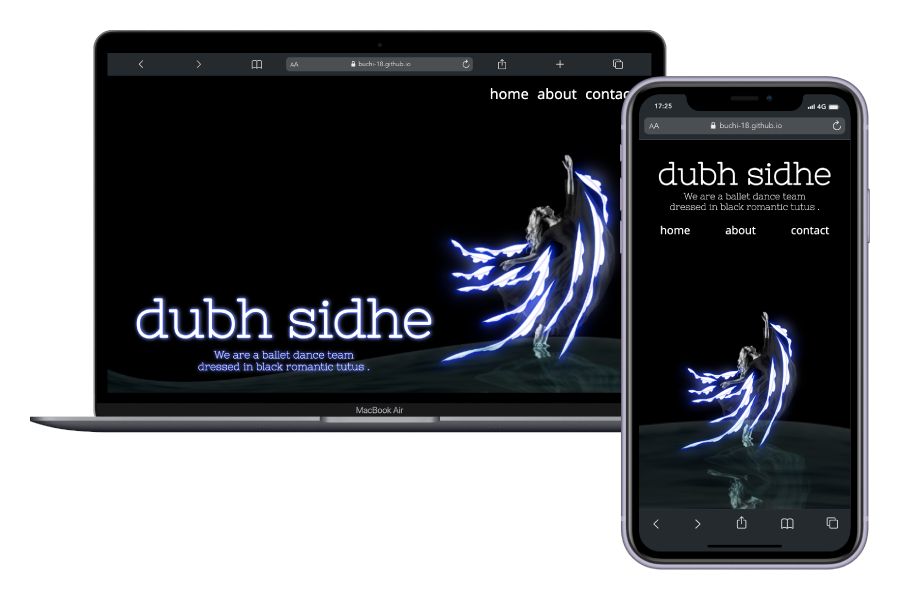 AA buchi-18.github.io
home about contac
dubh sidhe
We are a ballet dance team
dressed in black romantic tutus .
MacBook Air
17:25 4G
AA buchi-18.github.io
dubh sidhe
We are a ballet dance team
dressed in black romantic tutus .
home about contact